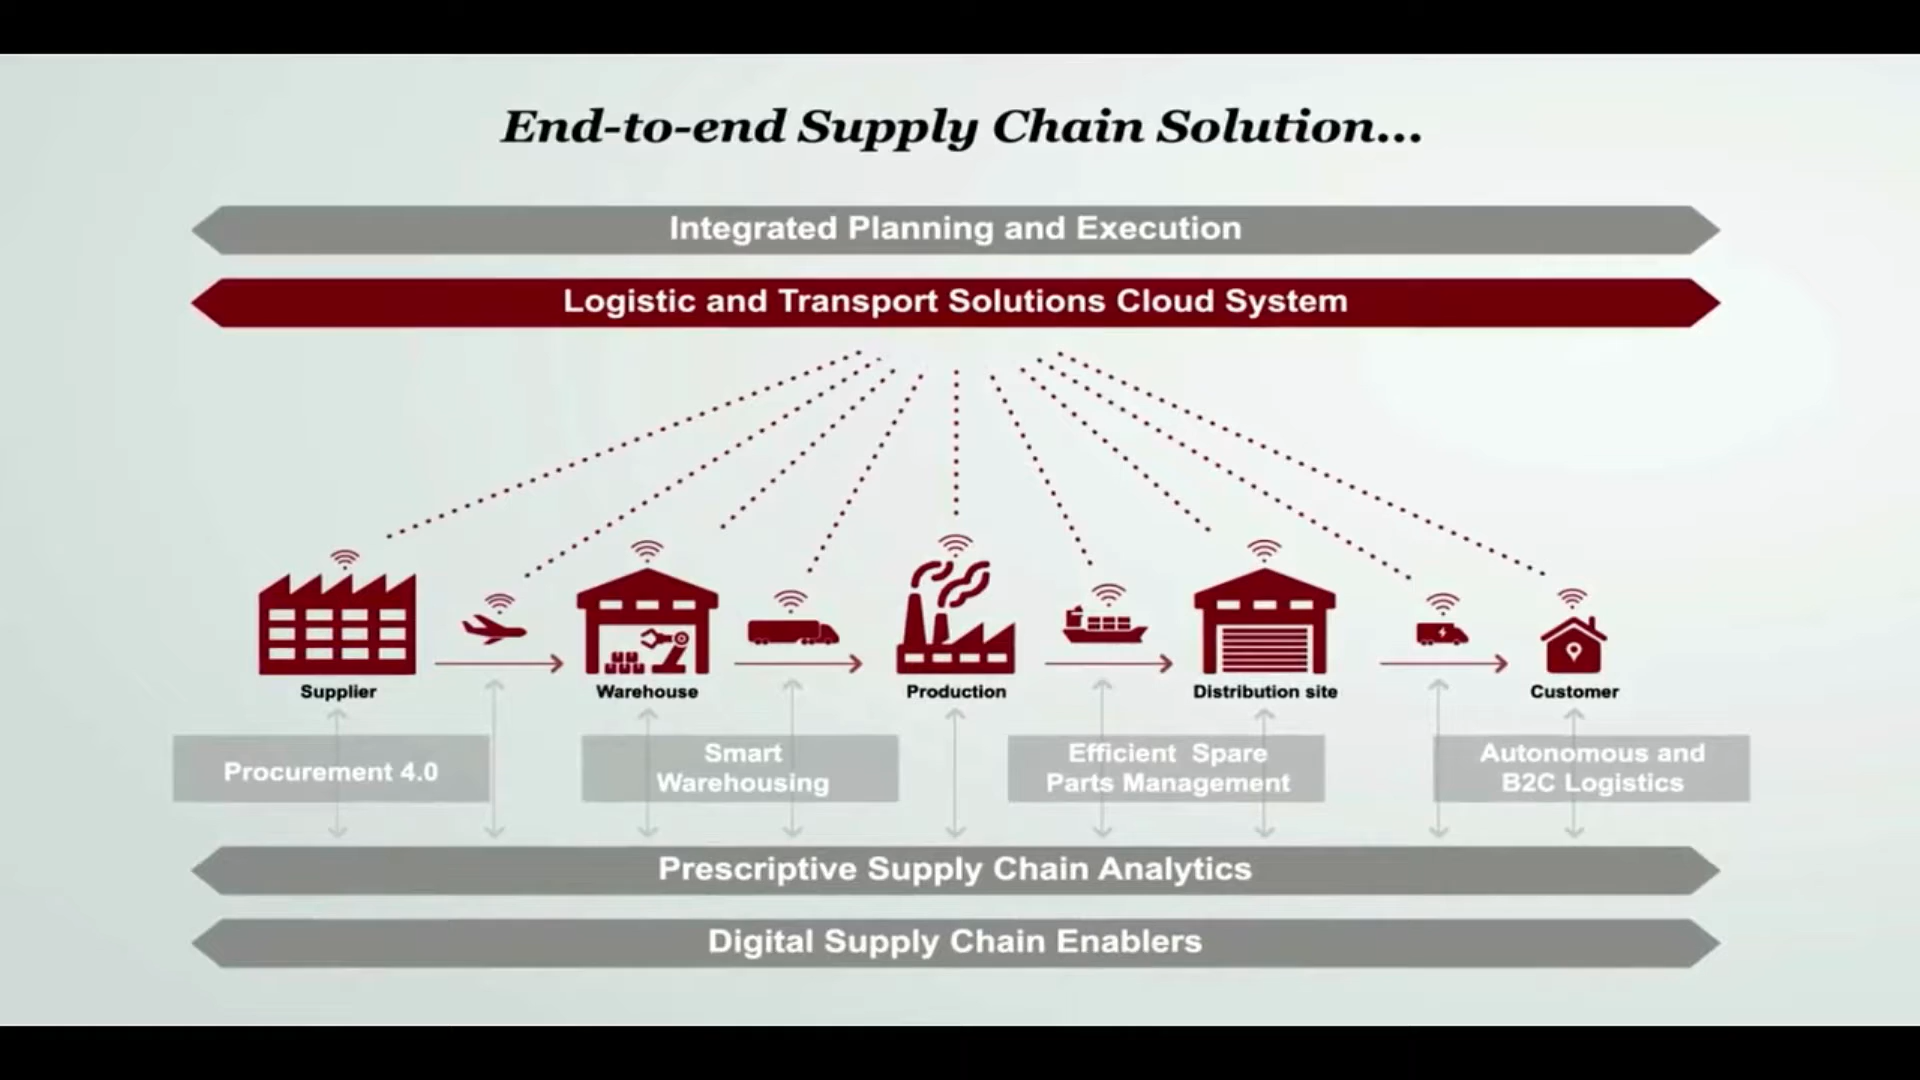 End-to-end Supply Chain Solution...
Integrated Planning and Execution
Logistic and Transport Solutions Cloud System
Supplier
Warehouse
Production
Distribution site
Customer
Procurement 4.0
Smart
Warehousing
Efficient Spare
Parts Management
Autonomous and
B2C Logistics
Prescriptive Supply Chain Analytics
Digital Supply Chain Enablers